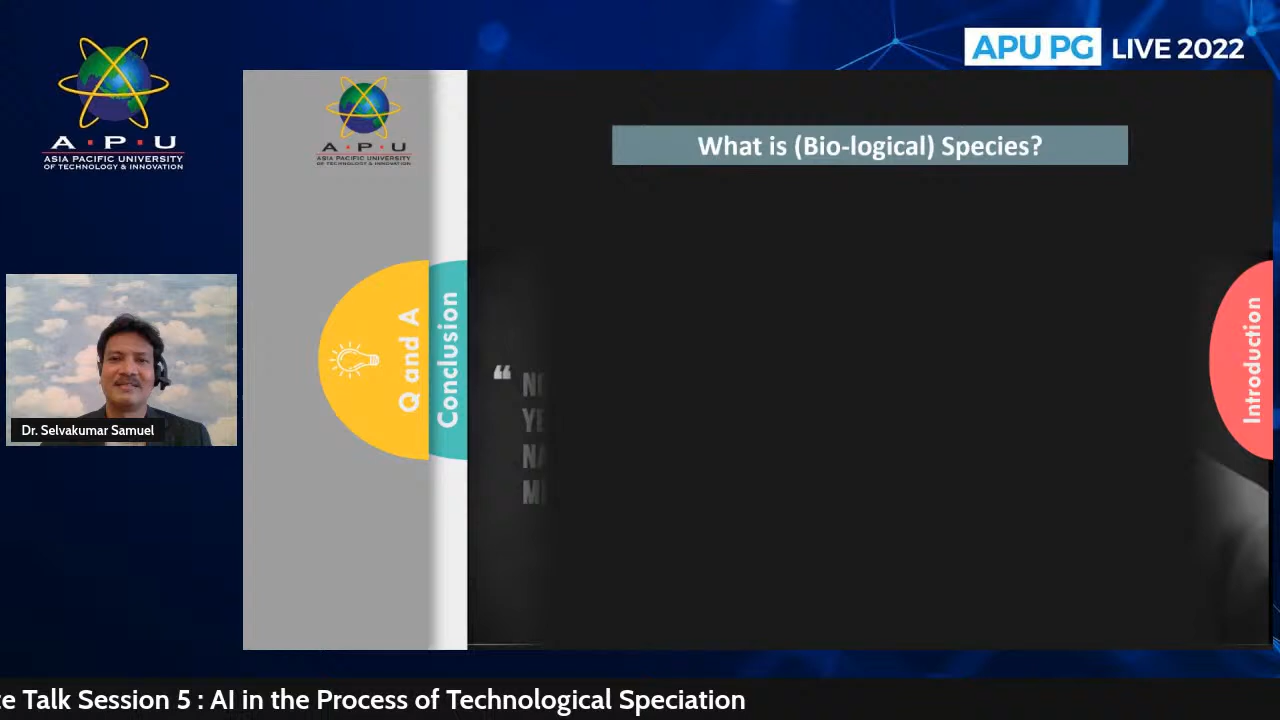 APU PG LIVE 2022
A·P·U
ASIA PACIFIC UNIVERSITY
OF TECHNOLOGY & INNOVATION
A·P·U
ASIA PACIFIC UNIVERSITY
OF TECHNOLOGY & INNOVATION
What is (Bio-logical) Species?
Q and A
Conclusion
“
Introduction
Dr. Selvakumar Samuel
Talk Session 5 : AI in the Process of Technological Speciation